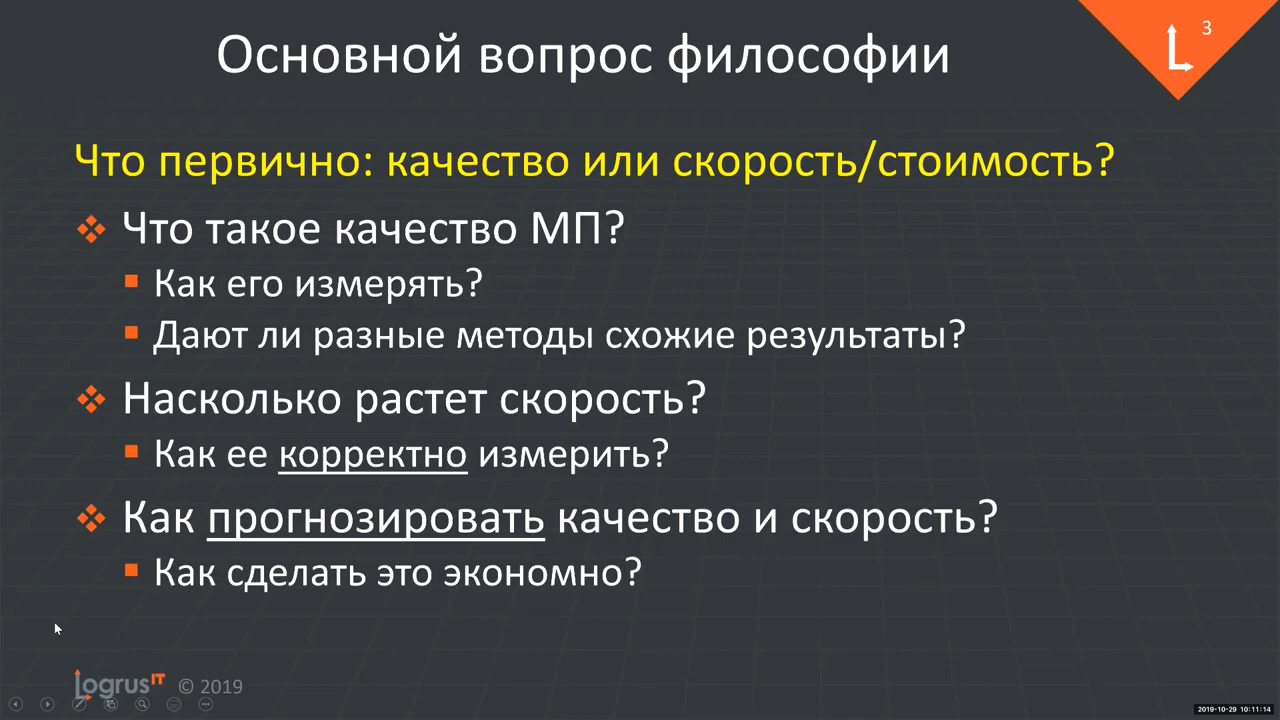 3
Основной вопрос философии
Что первично: качество или скорость/стоимость?
Что такое качество МП?
Как его измерять?
Дают ли разные методы схожие результаты?
Насколько растет скорость?
Как ее корректно измерить?
Как прогнозировать качество и скорость?
Как сделать это экономно?
logrusIT © 2019
2019-10-29 10:11:14